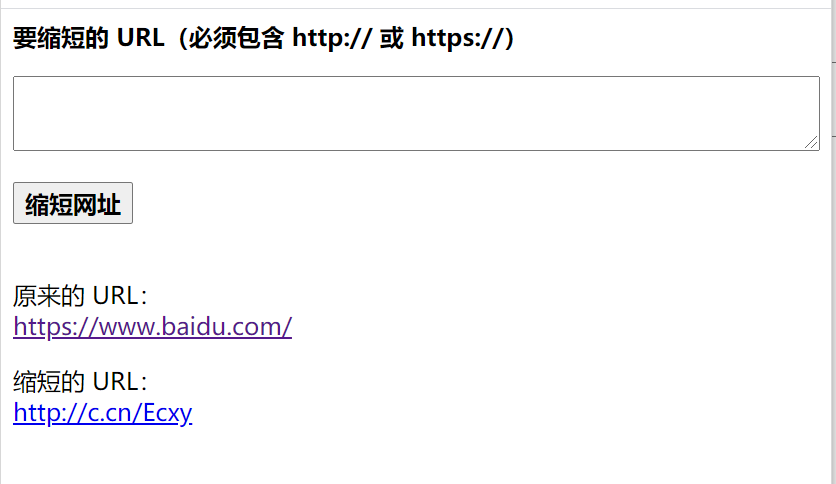 要缩短的 URL（必须包含 http:// 或 https://）
缩短网址
原来的 URL：
https://www.baidu.com/
缩短的 URL：
http://c.cn/Ecxy